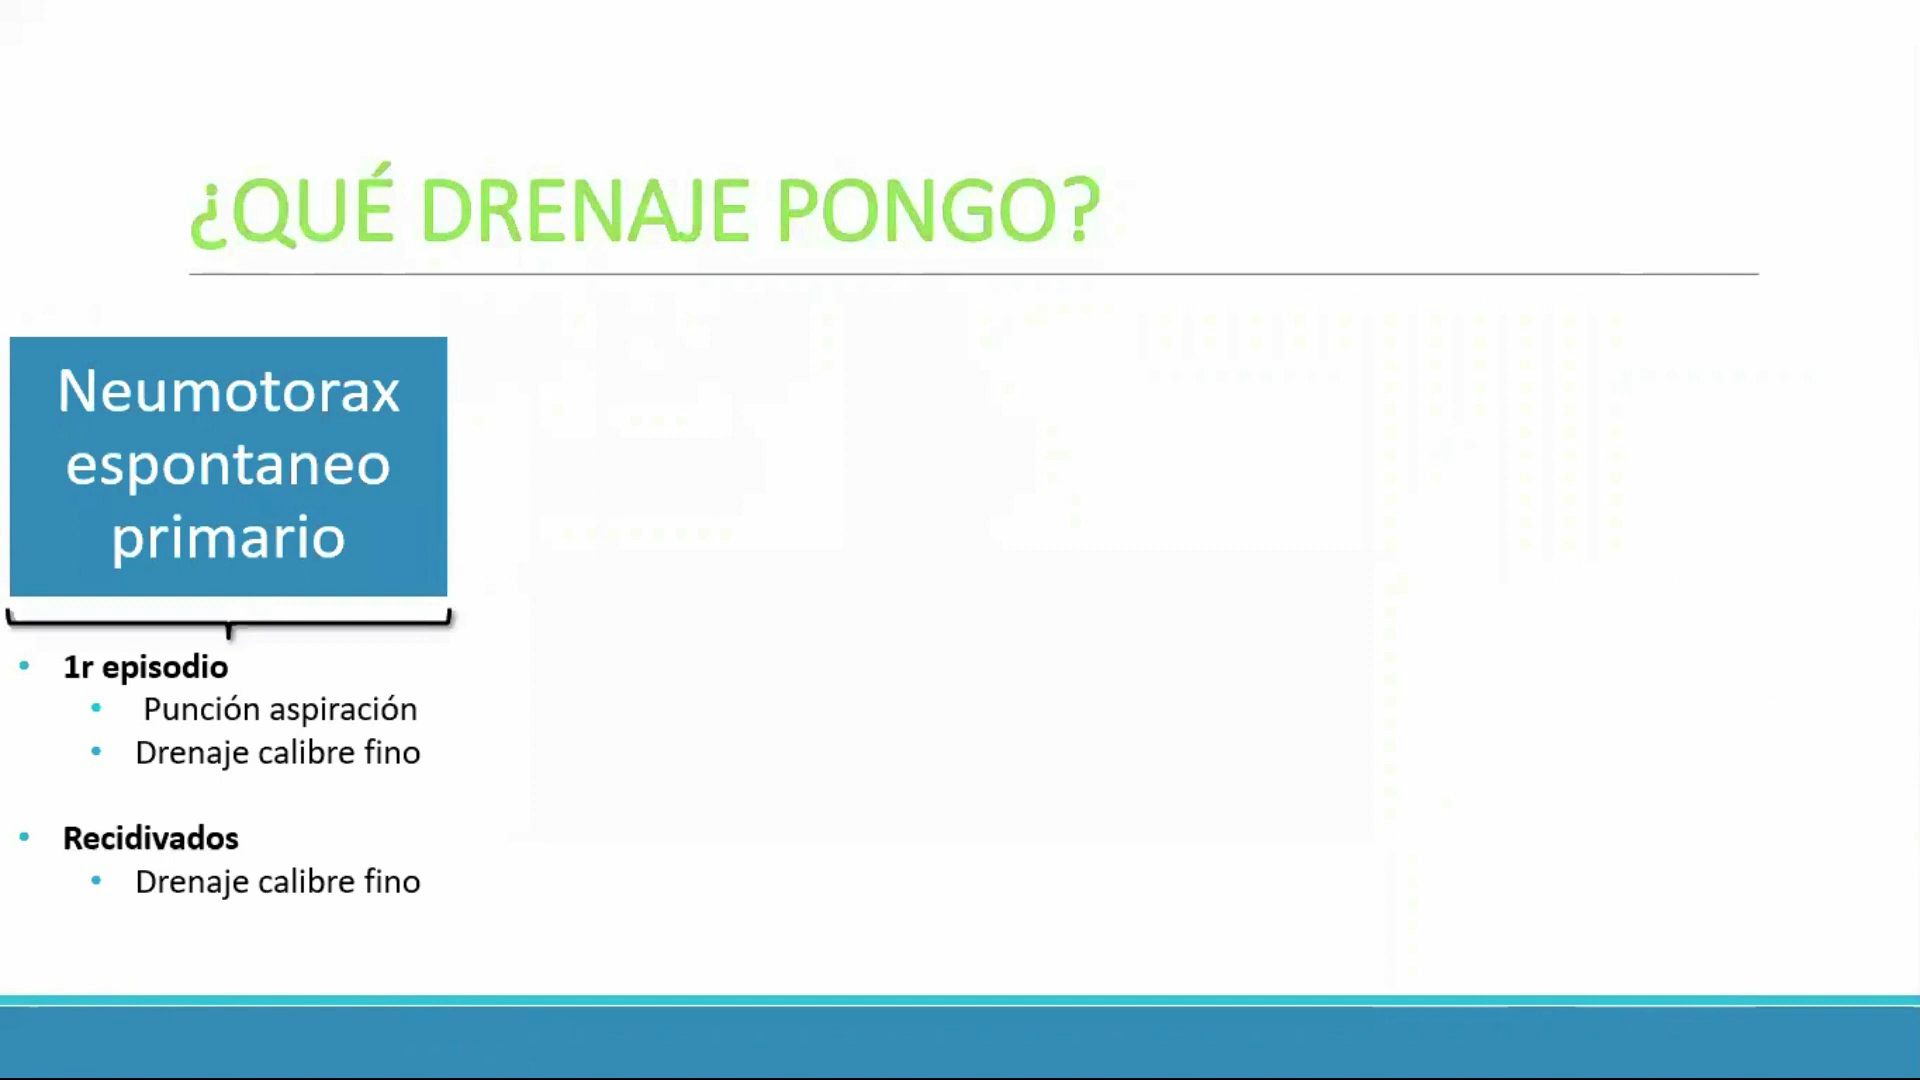 ¿QUÉ DRENAJE PONGO?
Neumotorax
espontaneo
primario
• 1r episodio
• Punción aspiración
• Drenaje calibre fino
• Recidivados
• Drenaje calibre fino